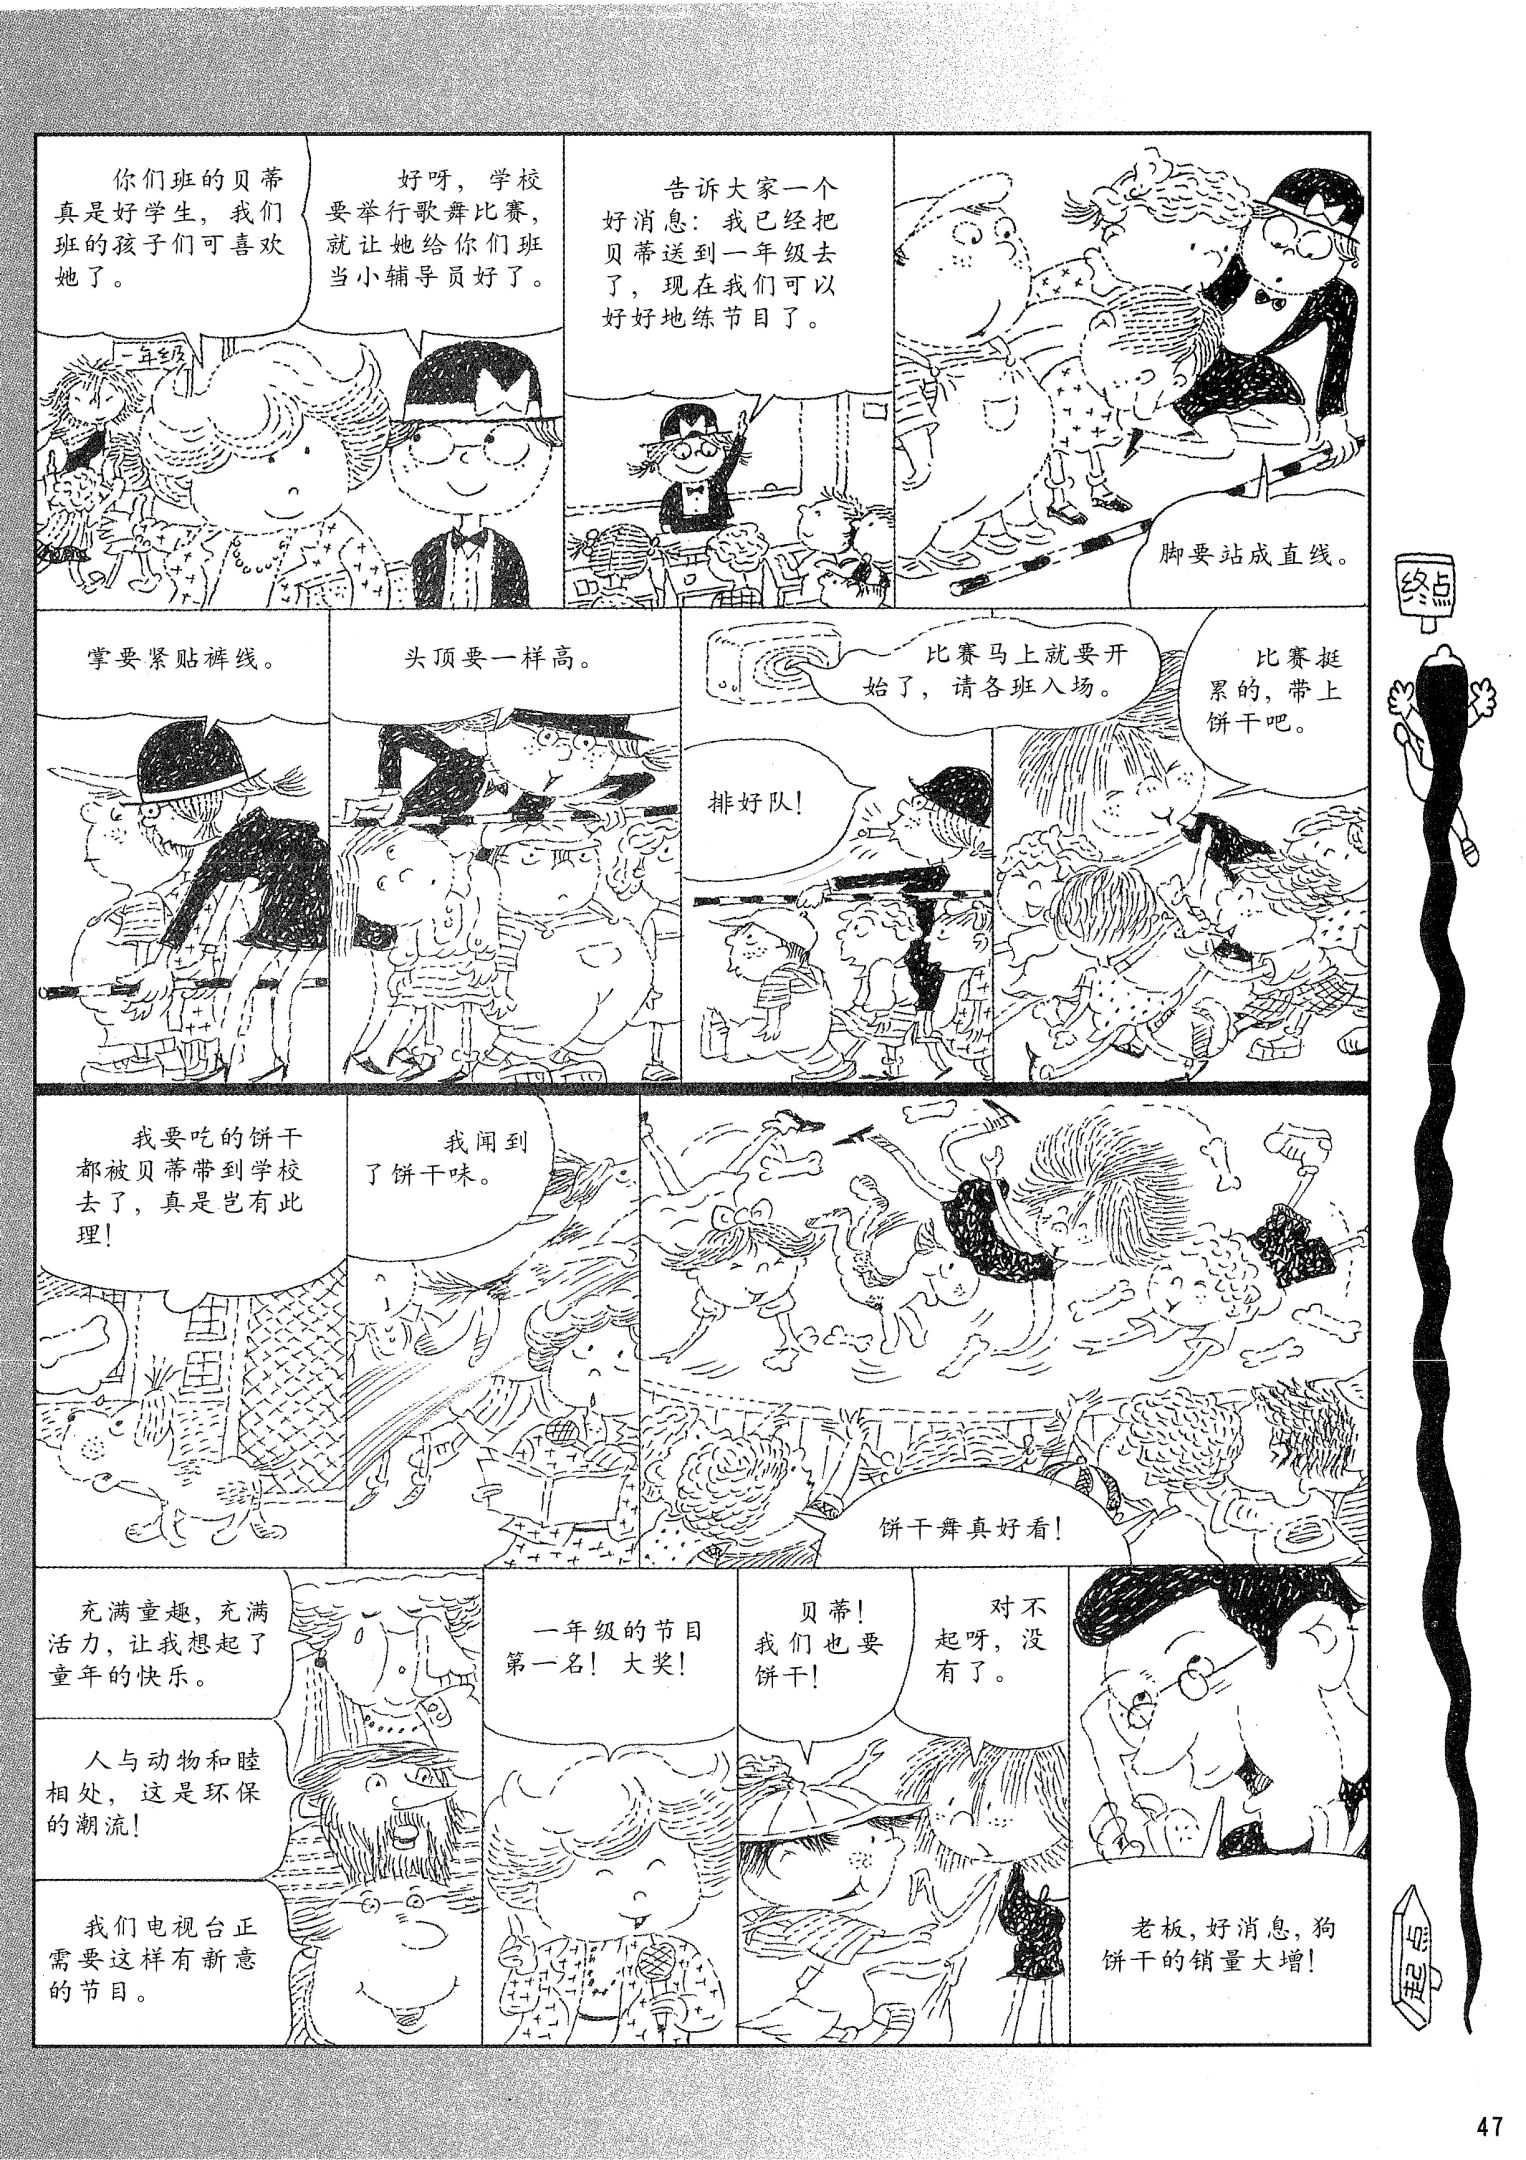 你们班的贝蒂
真是好学生，我们
班的孩子们可喜欢
她了。
好呀，学校
要举行歌舞比赛，
就让她给你们班
当小辅导员好了。
一年级
告诉大家一个
好消息：我已经把
贝蒂送到一年级去
了，现在我们可以
好好地练节目了。
脚要站成直线。
掌要紧贴裤线。
头顶要一样高。
比赛马上就要开
始了，请各班入场。
排好队！
比赛挺
累的，带上
饼干吧。
我要吃的饼干
都被贝蒂带到学校
去了，真是岂有此
理！
我闻到
了饼干味。
饼干舞真好看！
充满童趣，充满
活力，让我想起了
童年的快乐。
人与动物和睦
相处，这是环保
的潮流！
我们电视台正
需要这样有新意
的节目。
一年级的节目
第一名！大奖！
贝蒂！
我们也要
饼干！
对不
起呀，没
有了。
老板，好消息，狗
饼干的销量大增！
终点
起点
47